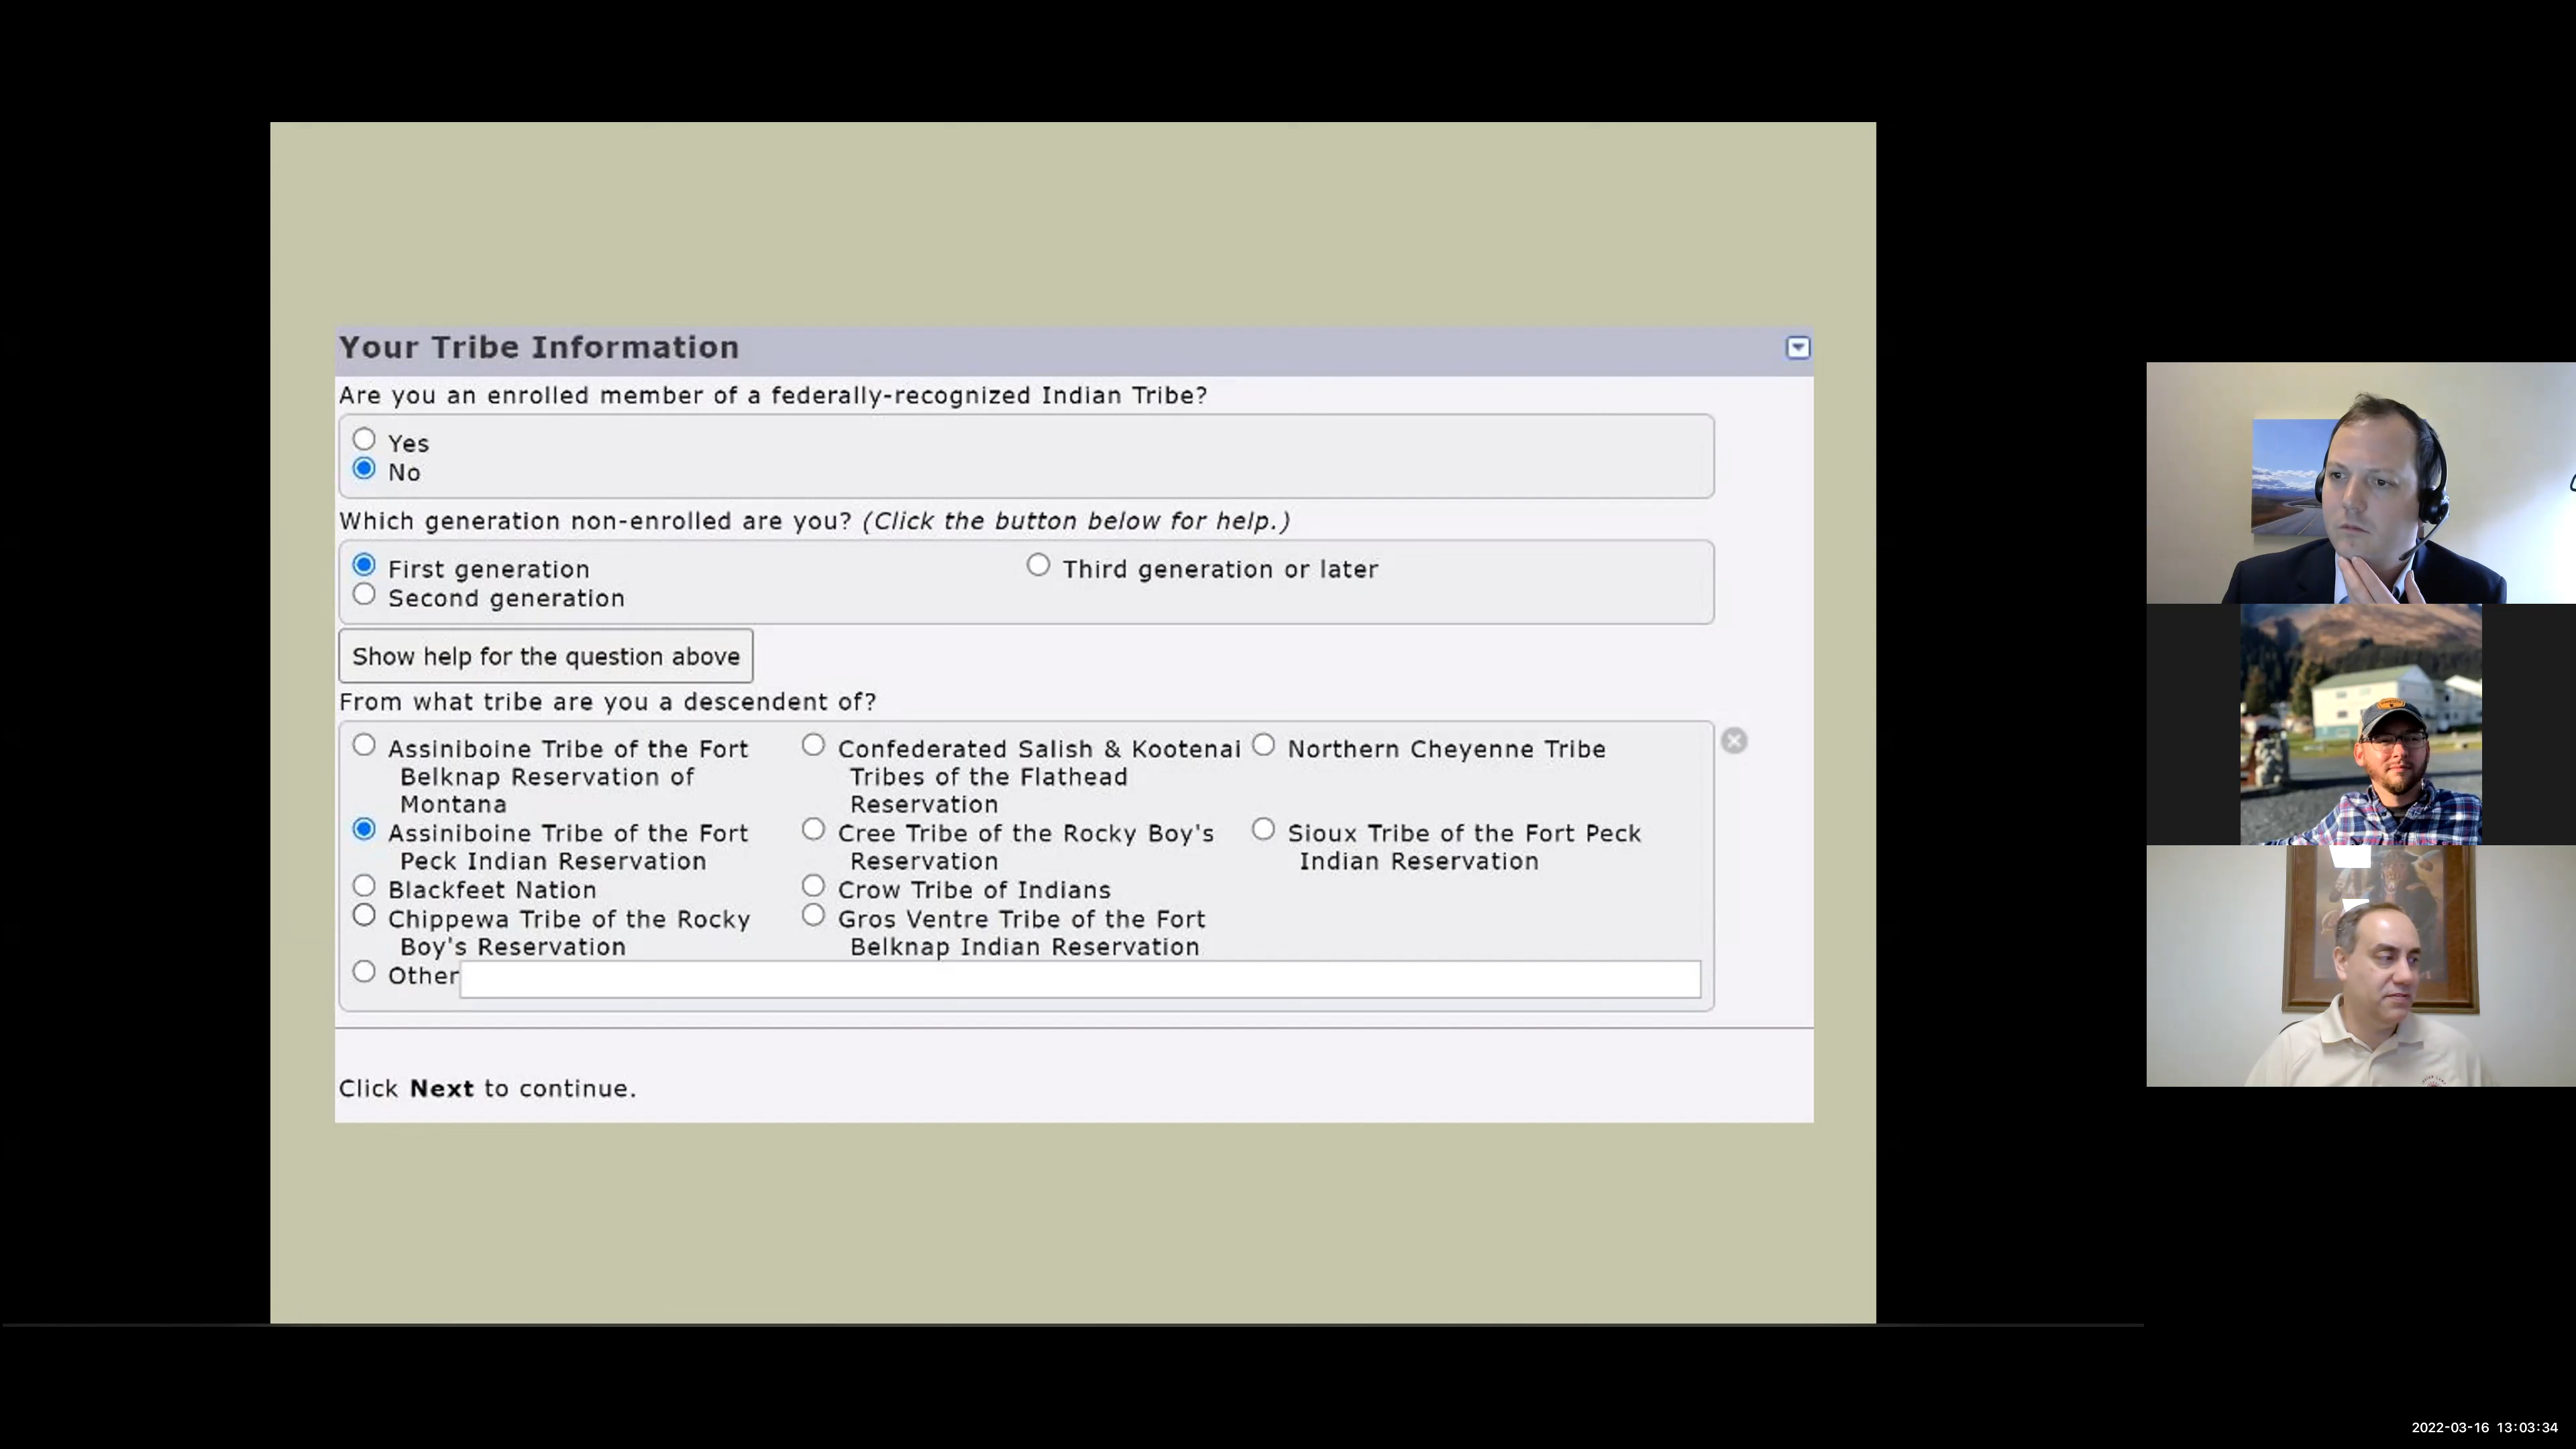 Your Tribe Information
Are you an enrolled member of a federally-recognized Indian Tribe?
Yes
No
Which generation non-enrolled are you? (Click the button below for help.)
First generation
Third generation or later
Second generation
Show help for the question above
From what tribe are you a descendent of?
Assiniboine Tribe of the Fort
Belknap Reservation of
Montana
Confederated Salish & Kootenai
Tribes of the Flathead
Reservation
Northern Cheyenne Tribe
Assiniboine Tribe of the Fort
Peck Indian Reservation
Cree Tribe of the Rocky Boy's
Reservation
Sioux Tribe of the Fort Peck
Indian Reservation
Blackfeet Nation
Crow Tribe of Indians
Chippewa Tribe of the Rocky
Boy's Reservation
Gros Ventre Tribe of the Fort
Belknap Indian Reservation
Other
Click Next to continue.
2022-03-16 13:03:34